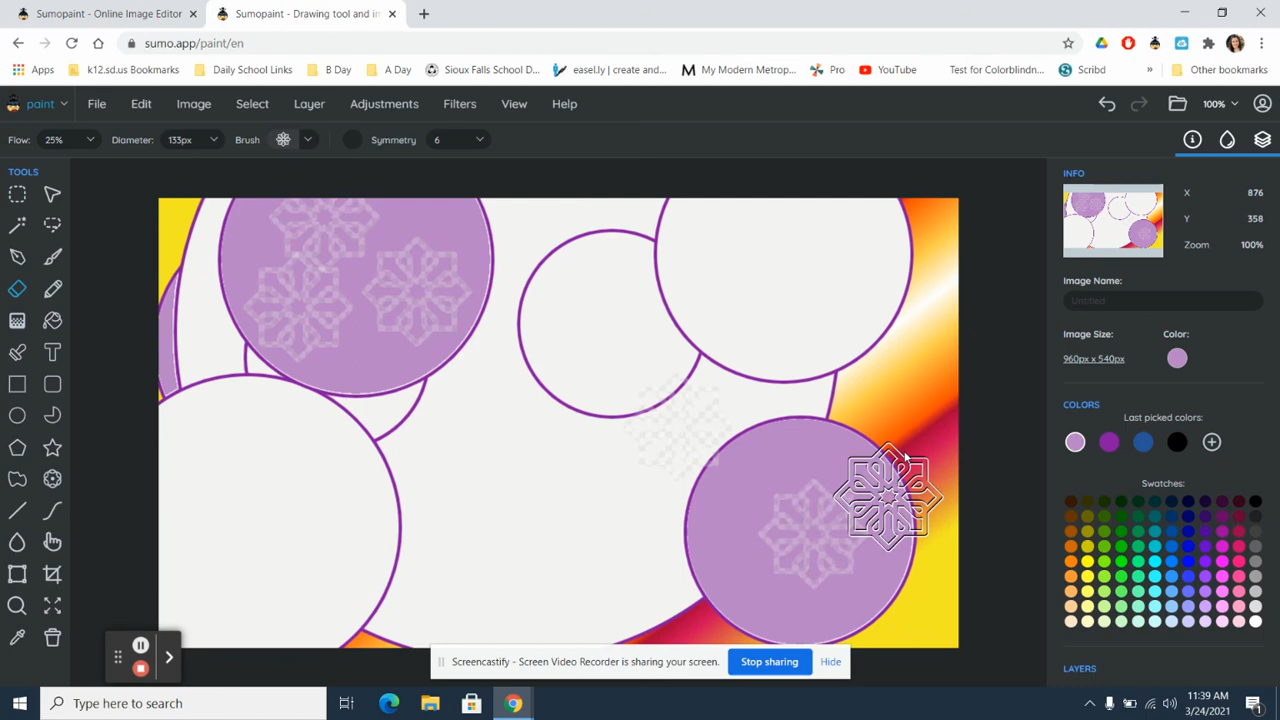 Sumopaint - Online Image Editor
Sumopaint - Drawing tool and in
sumo.app/paint/en
Apps
k12.sd.us Bookmarks
Daily School Links
B Day
A Day
Sioux Falls School D...
easel.ly | create and...
My Modern Metrop...
Pro
YouTube
Test for Colorblindn...
Scribd
»
Other bookmarks
paint
File
Edit
Image
Select
Layer
Adjustments
Filters
View
Help
100%
Flow:
25%
Diameter:
133px
Brush
Symmetry
6
TOOLS
INFO
X
876
Y
358
Zoom
100%
Image Name:
Untitled
Image Size:
Color:
960px x 540px
COLORS
Last picked colors:
Swatches:
LAYERS
Screencastify - Screen Video Recorder is sharing your screen.
Stop sharing
Hide
Type here to search
11:39 AM
3/24/2021
1